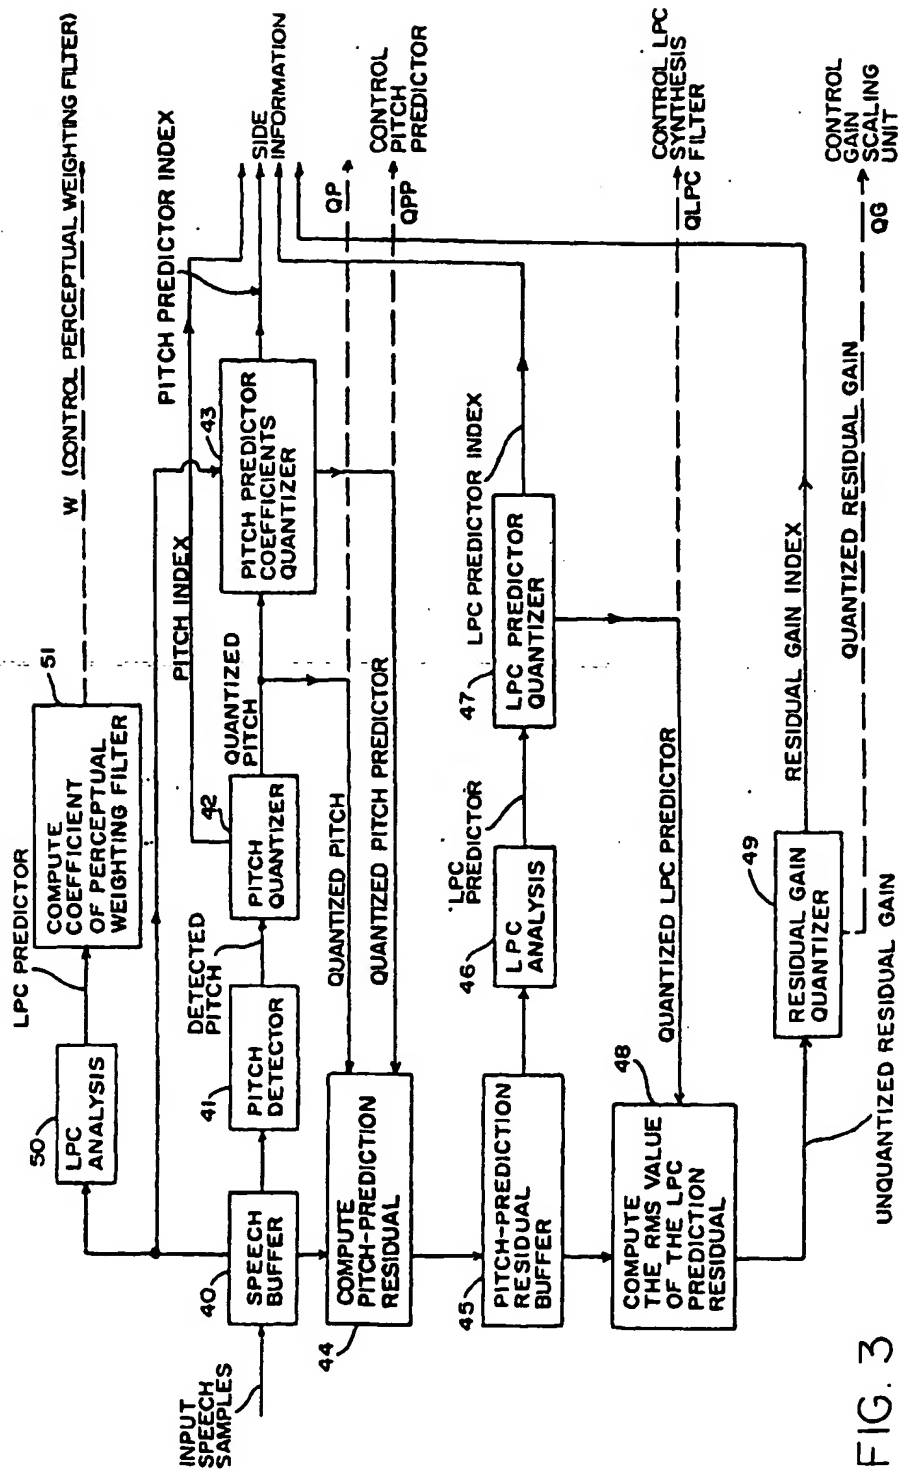 W (CONTROL PERCEPTUAL WEIGHTING FILTER)
LPC PREDICTOR
50
LPC
ANALYSIS
51
COMPUTE
COEFFICIENT
OF PERCEPTUAL
WEIGHTING FILTER
PITCH PREDICTOR INDEX
PITCH INDEX
SIDE
INFORMATION
INPUT
SPEECH
SAMPLES
40
SPEECH
BUFFER
41
PITCH
DETECTOR
DETECTED
PITCH
42
PITCH
QUANTIZER
QUANTIZED
PITCH
43
PITCH PREDICTOR
COEFFICIENTS
QUANTIZER
QP
QPP
CONTROL
PITCH
PREDICTOR
QUANTIZED PITCH
QUANTIZED PITCH PREDICTOR
44
COMPUTE
PITCH-PREDICTION
RESIDUAL
45
PITCH-PREDICTION
RESIDUAL
BUFFER
46
LPC
ANALYSIS
LPC
PREDICTOR
47
LPC PREDICTOR
QUANTIZER
LPC PREDICTOR INDEX
QUANTIZED LPC PREDICTOR
QLPC
CONTROL LPC
SYNTHESIS
FILTER
48
COMPUTE
THE RMS VALUE
OF THE LPC
PREDICTION
RESIDUAL
49
RESIDUAL GAIN
QUANTIZER
RESIDUAL GAIN INDEX
QUANTIZED RESIDUAL GAIN
QG
CONTROL
GAIN
SCALING
UNIT
UNQUANTIZED RESIDUAL GAIN
FIG. 3